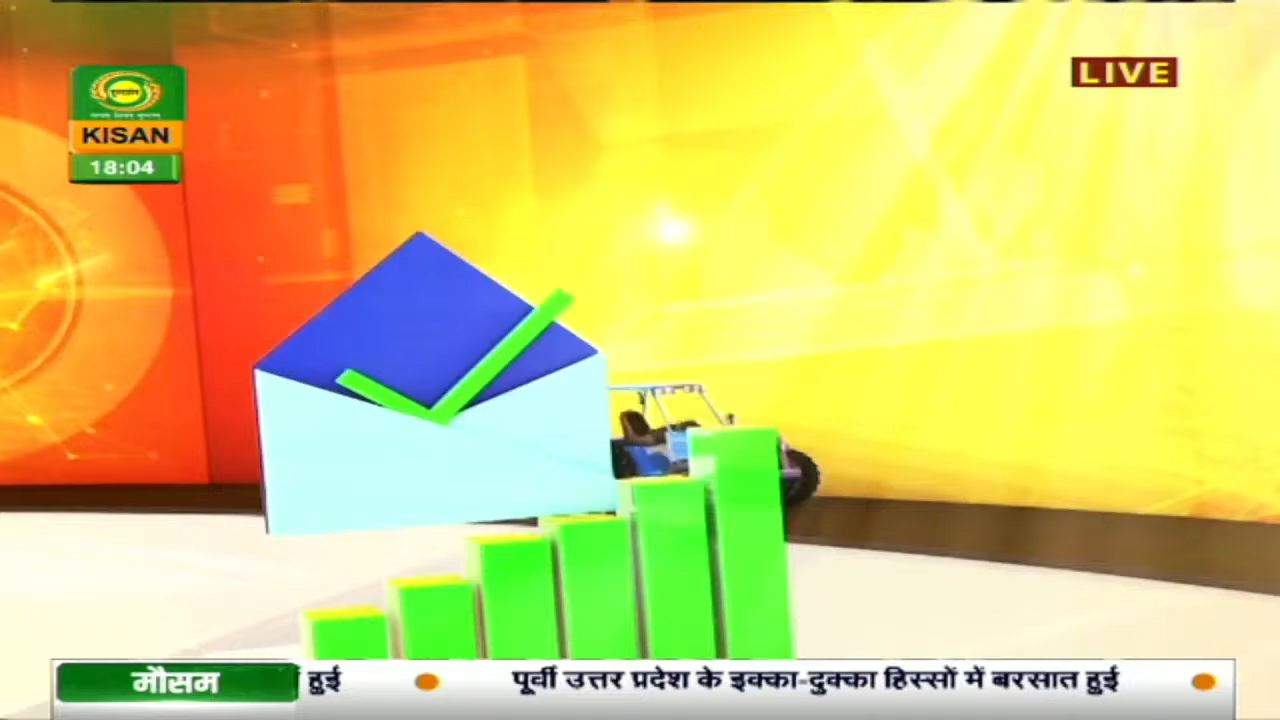 LIVE
KISAN
18:04
मौसम
हुई
पूर्वी उत्तर प्रदेश के इक्का-दुक्का हिस्सों में बरसात हुई